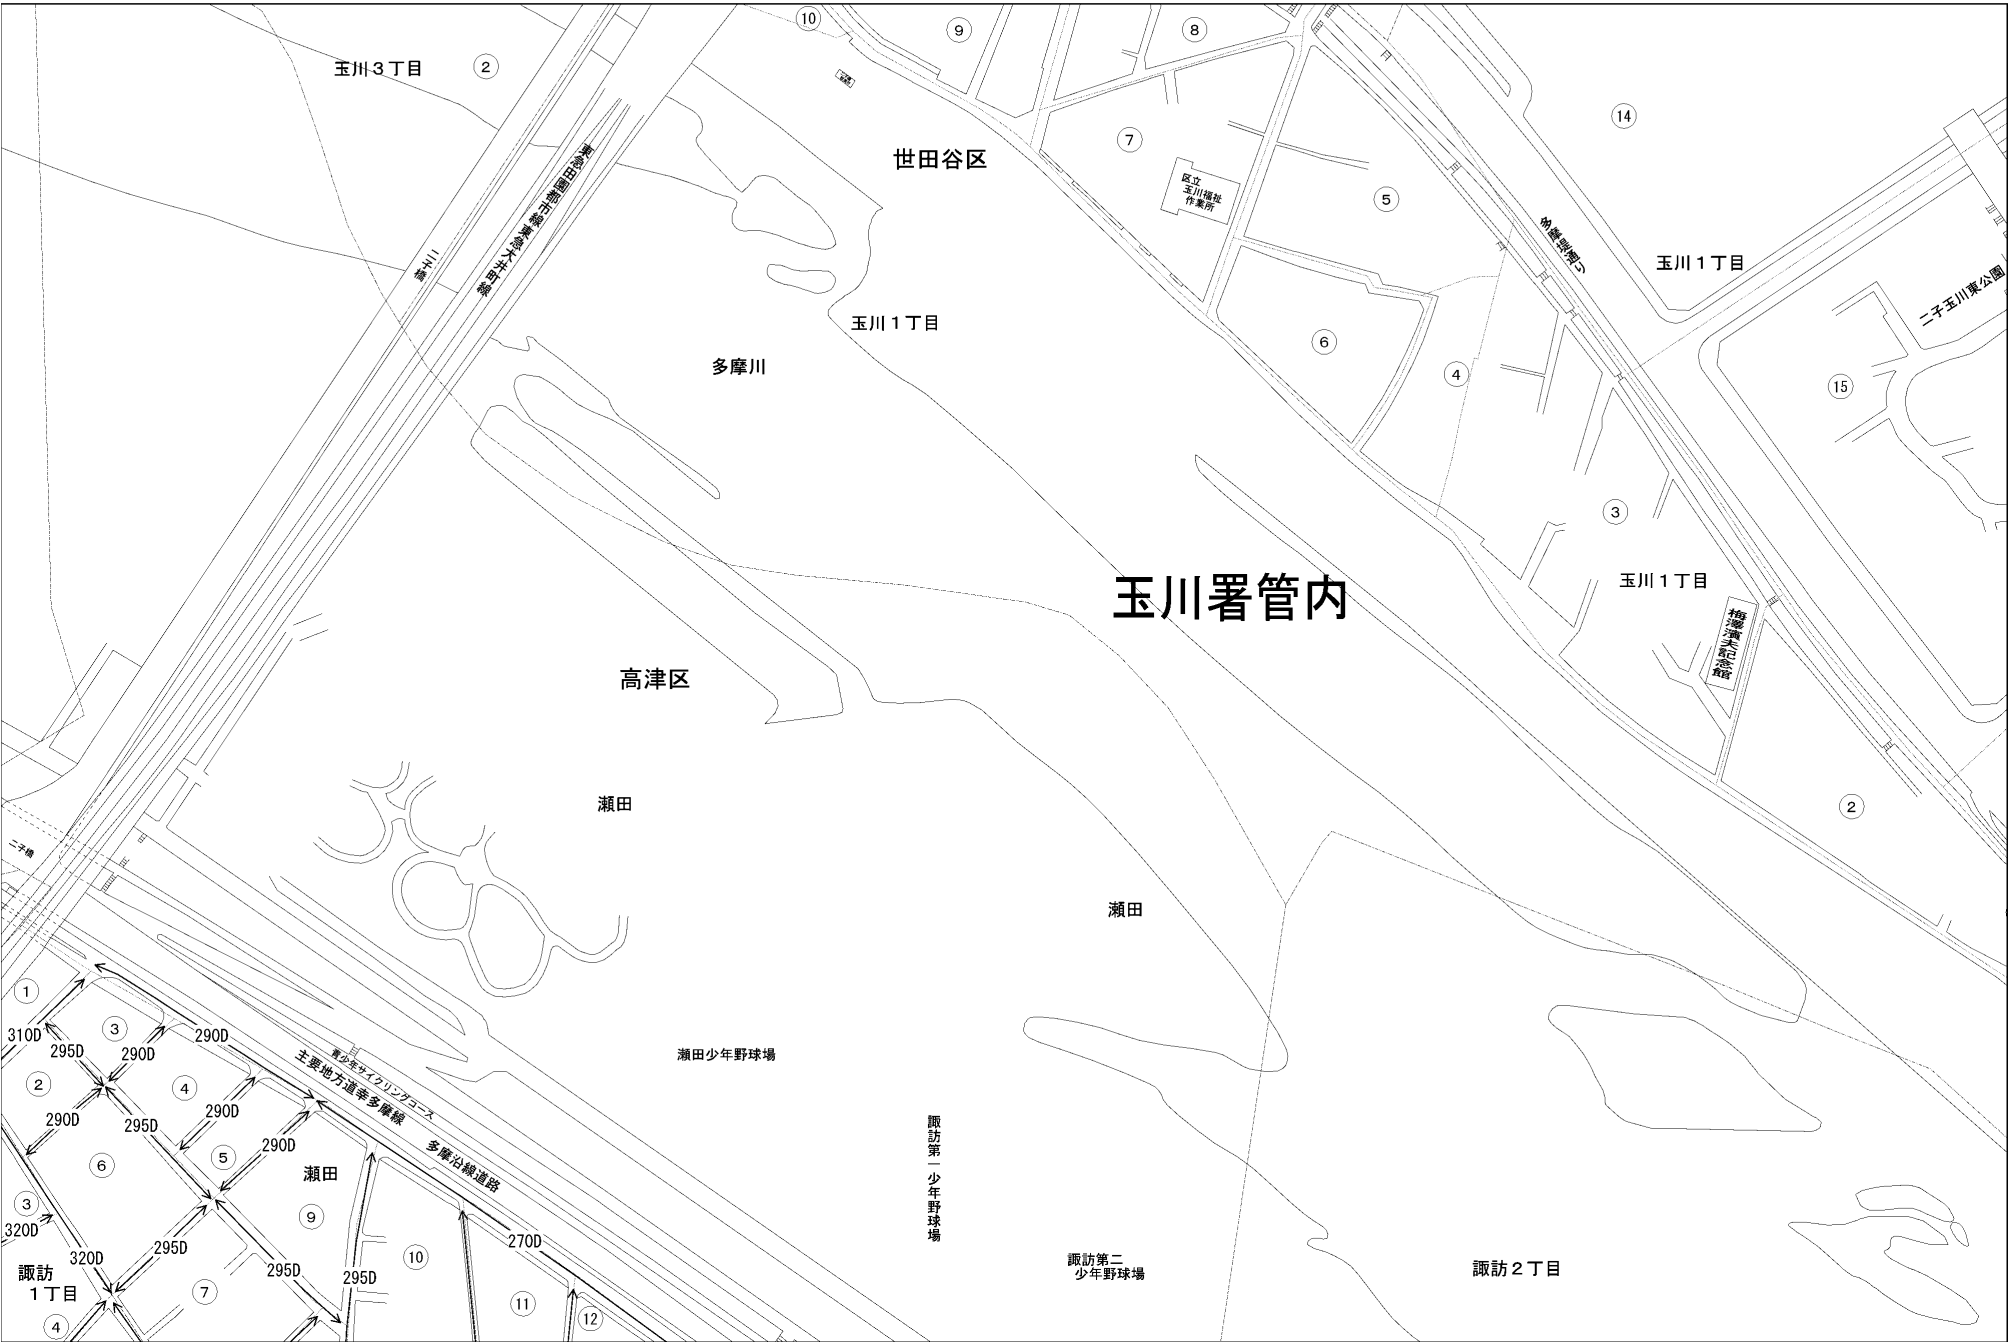 玉川３丁目
②
⑩
⑨
⑧
⑭
⑦
世田谷区
区立
玉川福祉
作業所
⑤
東急田園都市線東急大井町線
二子橋
多摩堤通り
玉川１丁目
二子玉川東公園
玉川１丁目
⑥
多摩川
④
⑮
③
玉川署管内
玉川１丁目
梅澤濱夫記念館
高津区
瀬田
②
二子橋
瀬田
①
310D
295D
③
290D
290D
②
④
青少年サイクリングコース
主要地方道幸多摩線
多摩沿線道路
瀬田少年野球場
290D
295D
290D
⑤
290D
⑥
瀬田
諏訪第一少年野球場
③
320D
320D
295D
⑨
270D
⑩
295D
295D
諏訪
１丁目
⑦
④
⑪
⑫
諏訪第二
少年野球場
諏訪２丁目